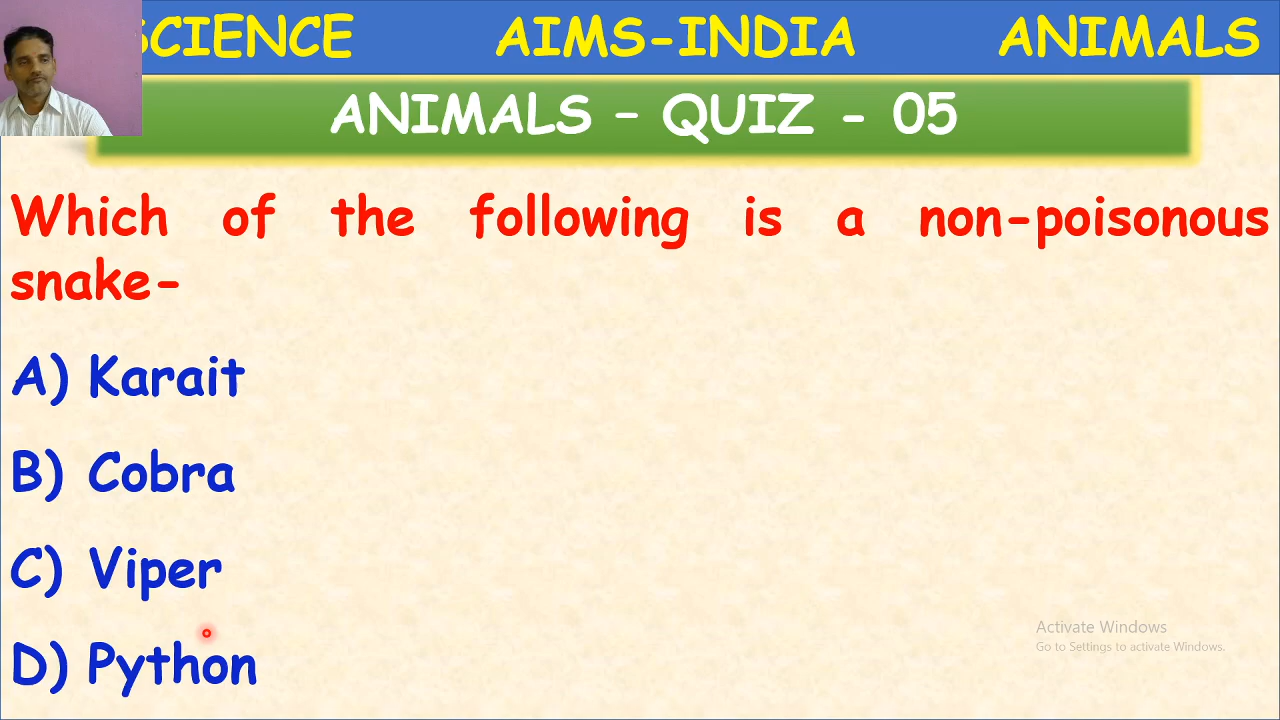 SCIENCE AIMS-INDIA ANIMALS
ANIMALS – QUIZ - 05
Which of the following is a non-poisonous
snake-
A) Karait
B) Cobra
C) Viper
D) Python
Activate Windows
Go to Settings to activate Windows.